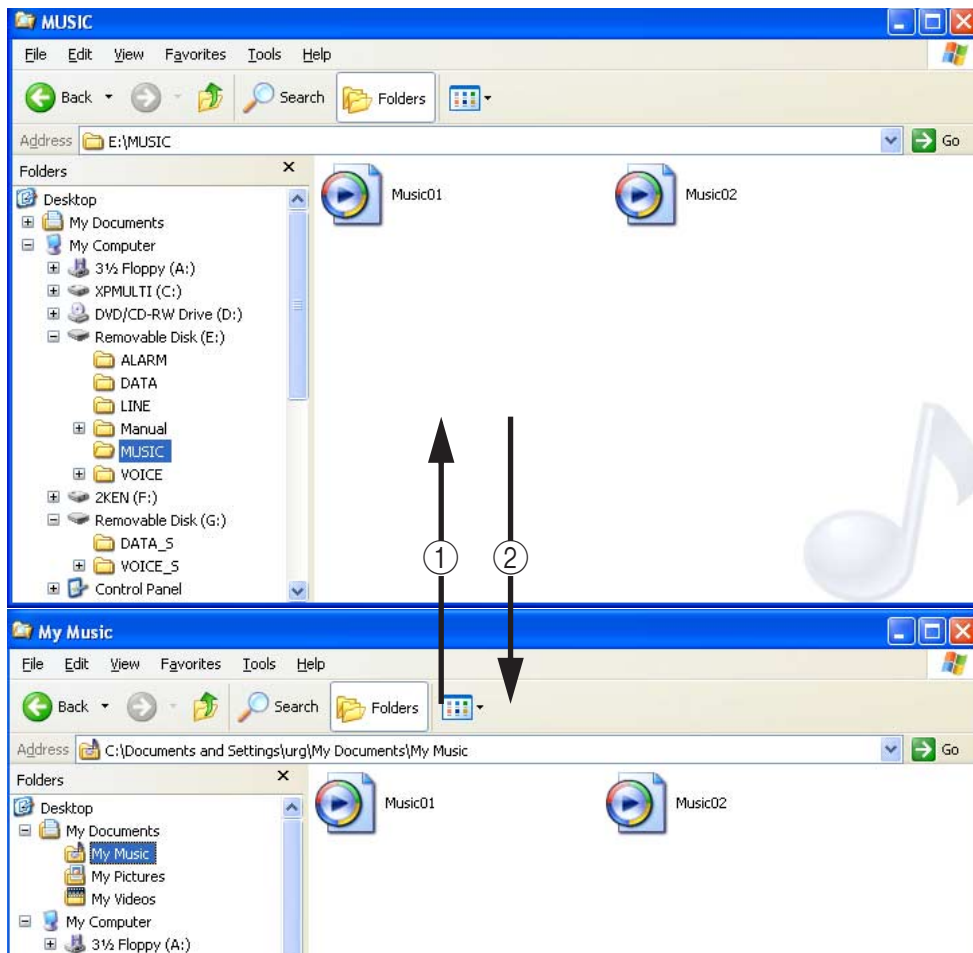 MUSIC
File Edit View Favorites Tools Help
Back Search Folders
Address E:\MUSIC Go
Folders
Desktop
My Documents
My Computer
3½ Floppy (A:)
XPMULTI (C:)
DVD/CD-RW Drive (D:)
Removable Disk (E:)
ALARM
DATA
LINE
Manual
MUSIC
VOICE
2KEN (F:)
Removable Disk (G:)
DATA_S
VOICE_S
Control Panel
Music01 Music02
① ②
My Music
File Edit View Favorites Tools Help
Back Search Folders
Address C:\Documents and Settings\urg\My Documents\My Music Go
Folders
Desktop
My Documents
My Music
My Pictures
My Videos
My Computer
3½ Floppy (A:)
Music01 Music02